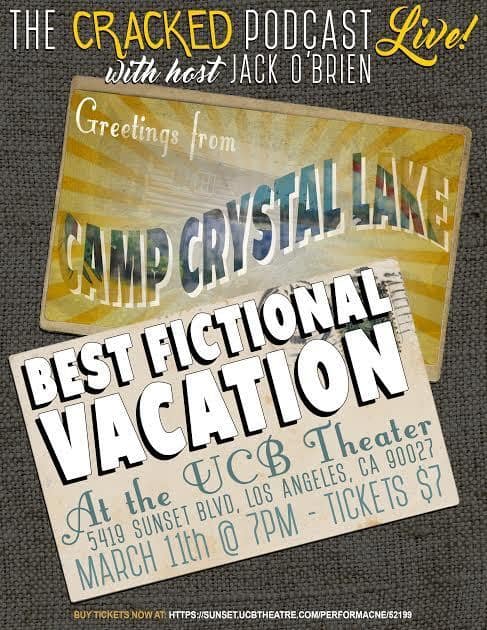 THE CRACKED PODCAST Live!
with host JACK O'BRIEN
Greetings from
CAMP CRYSTAL LAKE
BEST FICTIONAL
VACATION
At the UCB Theater
5419 SUNSET BLVD, LOS ANGELES, CA 90027
MARCH 11th @ 7PM - TICKETS $7
BUY TICKETS NOW AT: HTTPS://SUNSET.UCBTHEATRE.COM/PERFORMACNE/52199